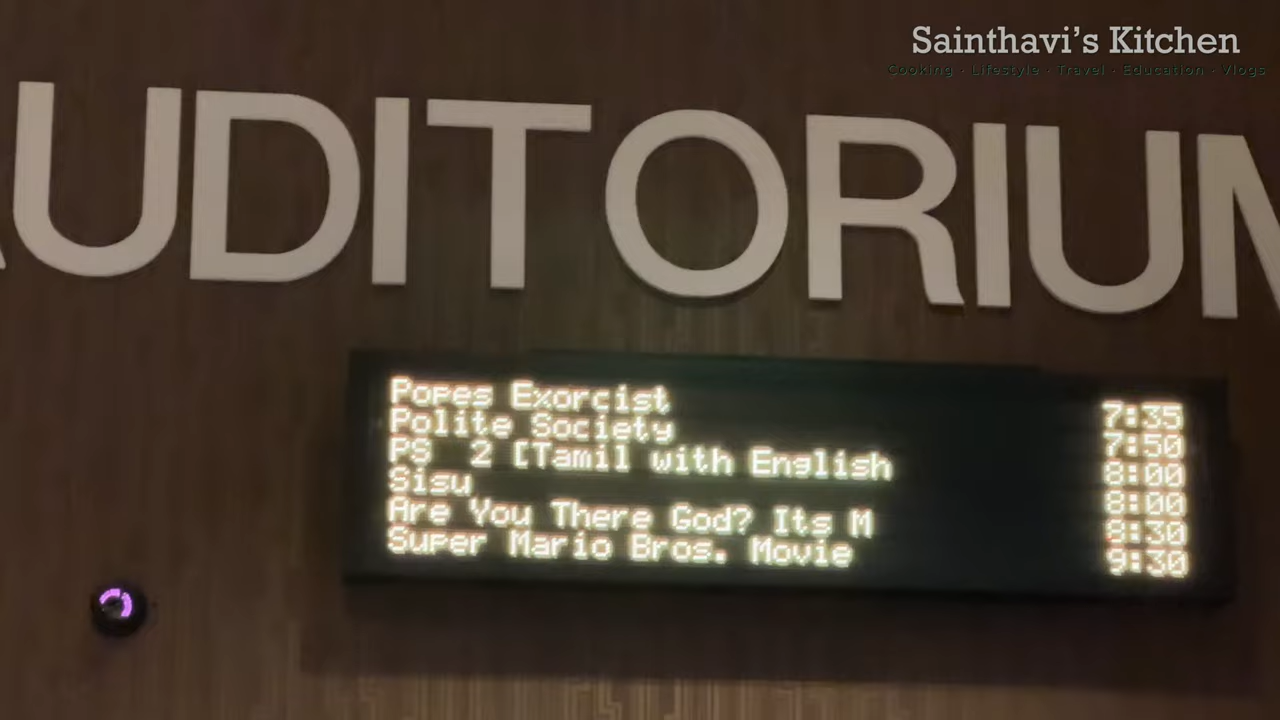 Sainthavi's Kitchen
Cooking · Lifestyle · Travel · Education · Vlogs
AUDITORIUM
Popes Exorcist 7:35
Polite Society 7:50
PS 2 [Tamil with English 8:00
Sisu 8:00
Are You There God? Its M 8:30
Super Mario Bros. Movie 9:30